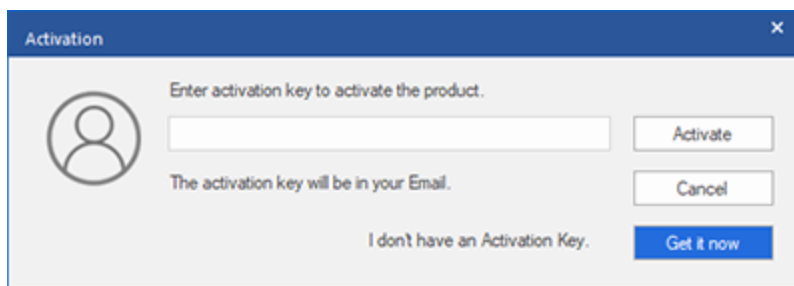 Activation
Enter activation key to activate the product.
Activate
The activation key will be in your Email.
Cancel
I don't have an Activation Key.
Get it now